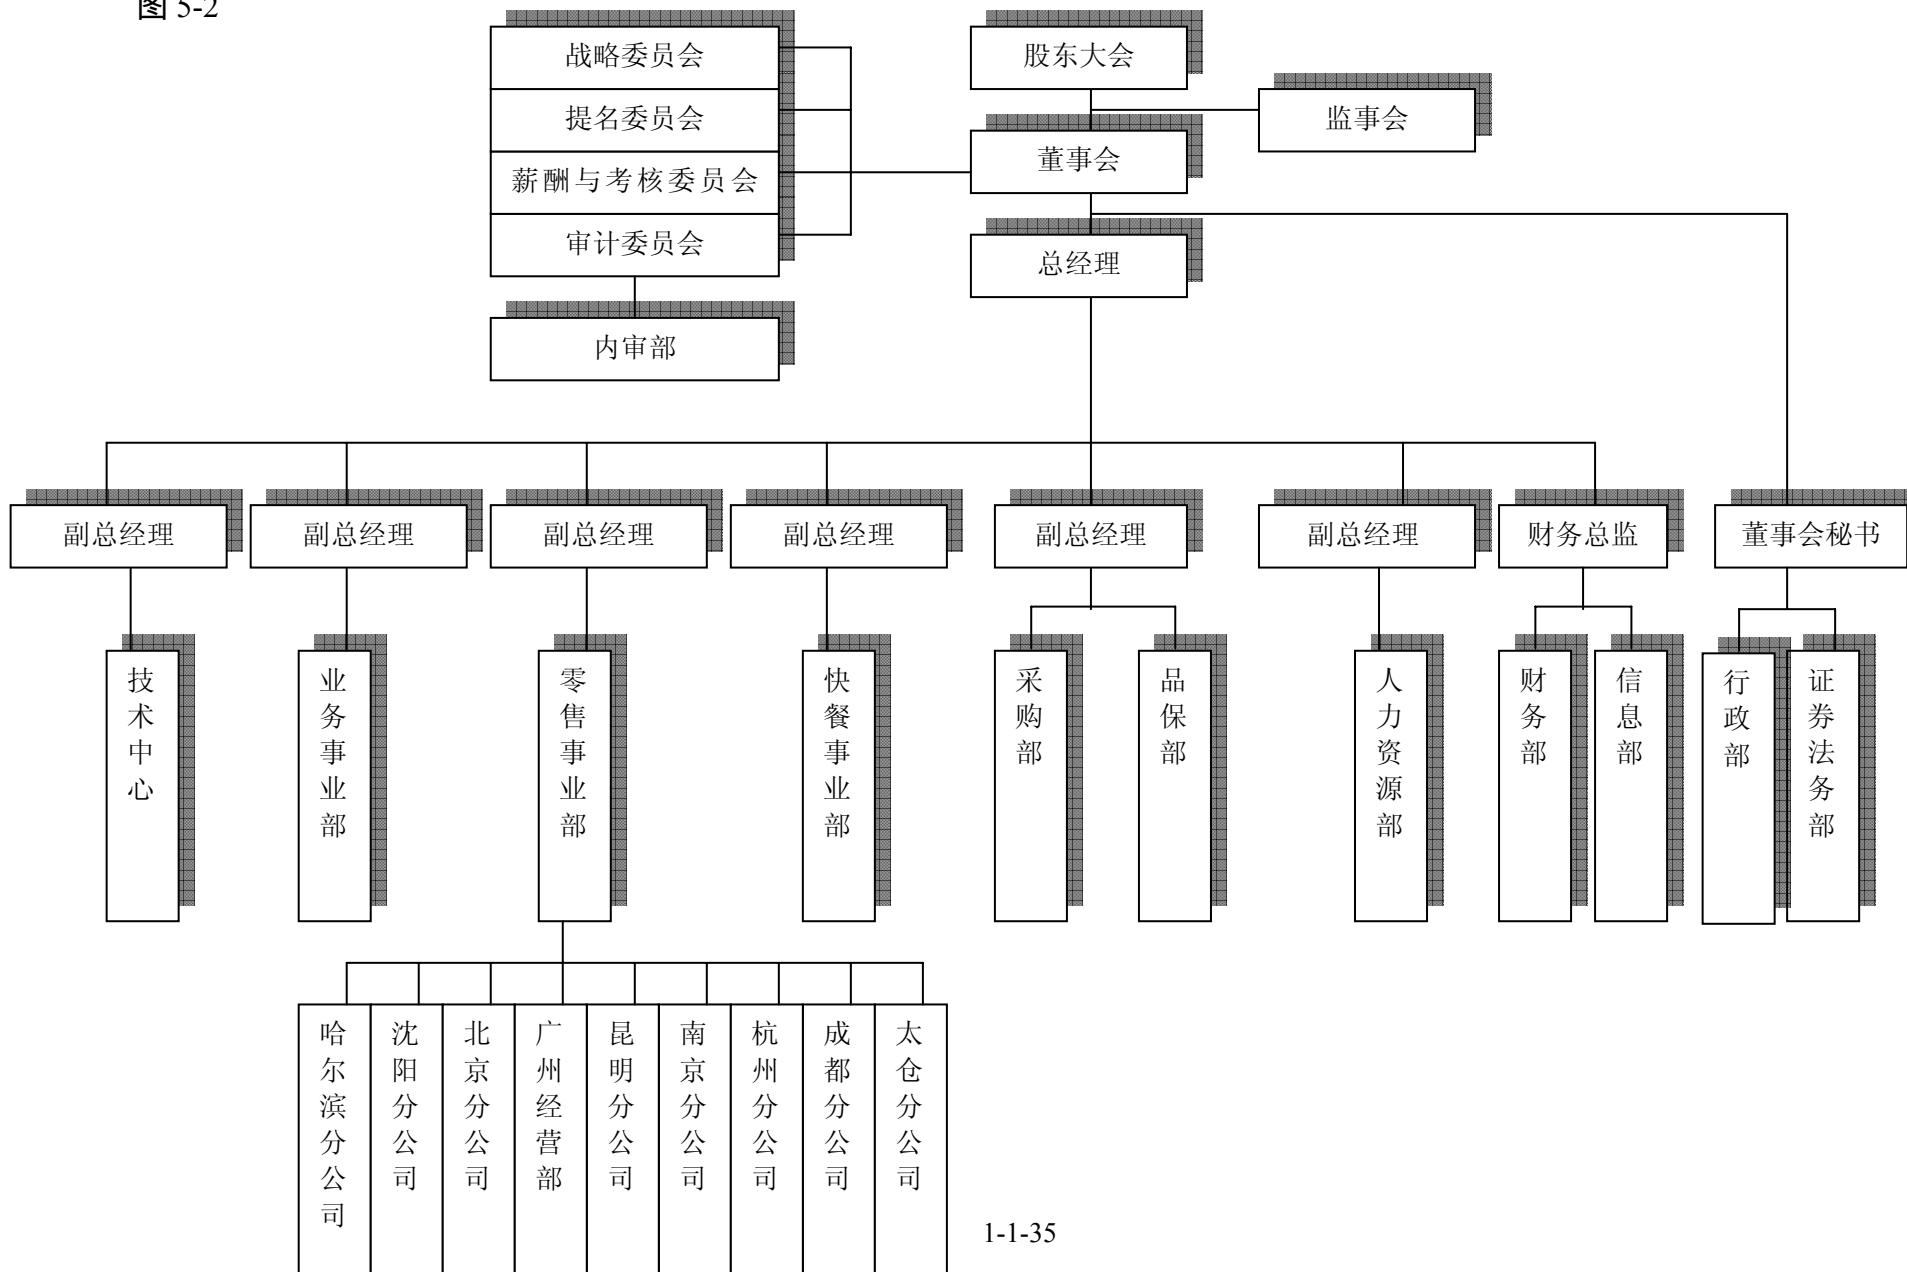 图 5-2
战略委员会
股东大会
提名委员会
监事会
董事会
薪酬与考核委员会
审计委员会
总经理
内审部
副总经理
副总经理
副总经理
副总经理
副总经理
副总经理
财务总监
董事会秘书
技术中心
业务事业部
零售事业部
快餐事业部
采购部
品保部
人力资源部
财务部
信息部
行政部
证券法务部
哈尔滨分公司
沈阳分公司
北京分公司
广州经营部
昆明分公司
南京分公司
杭州分公司
成都分公司
太仓分公司
1-1-35